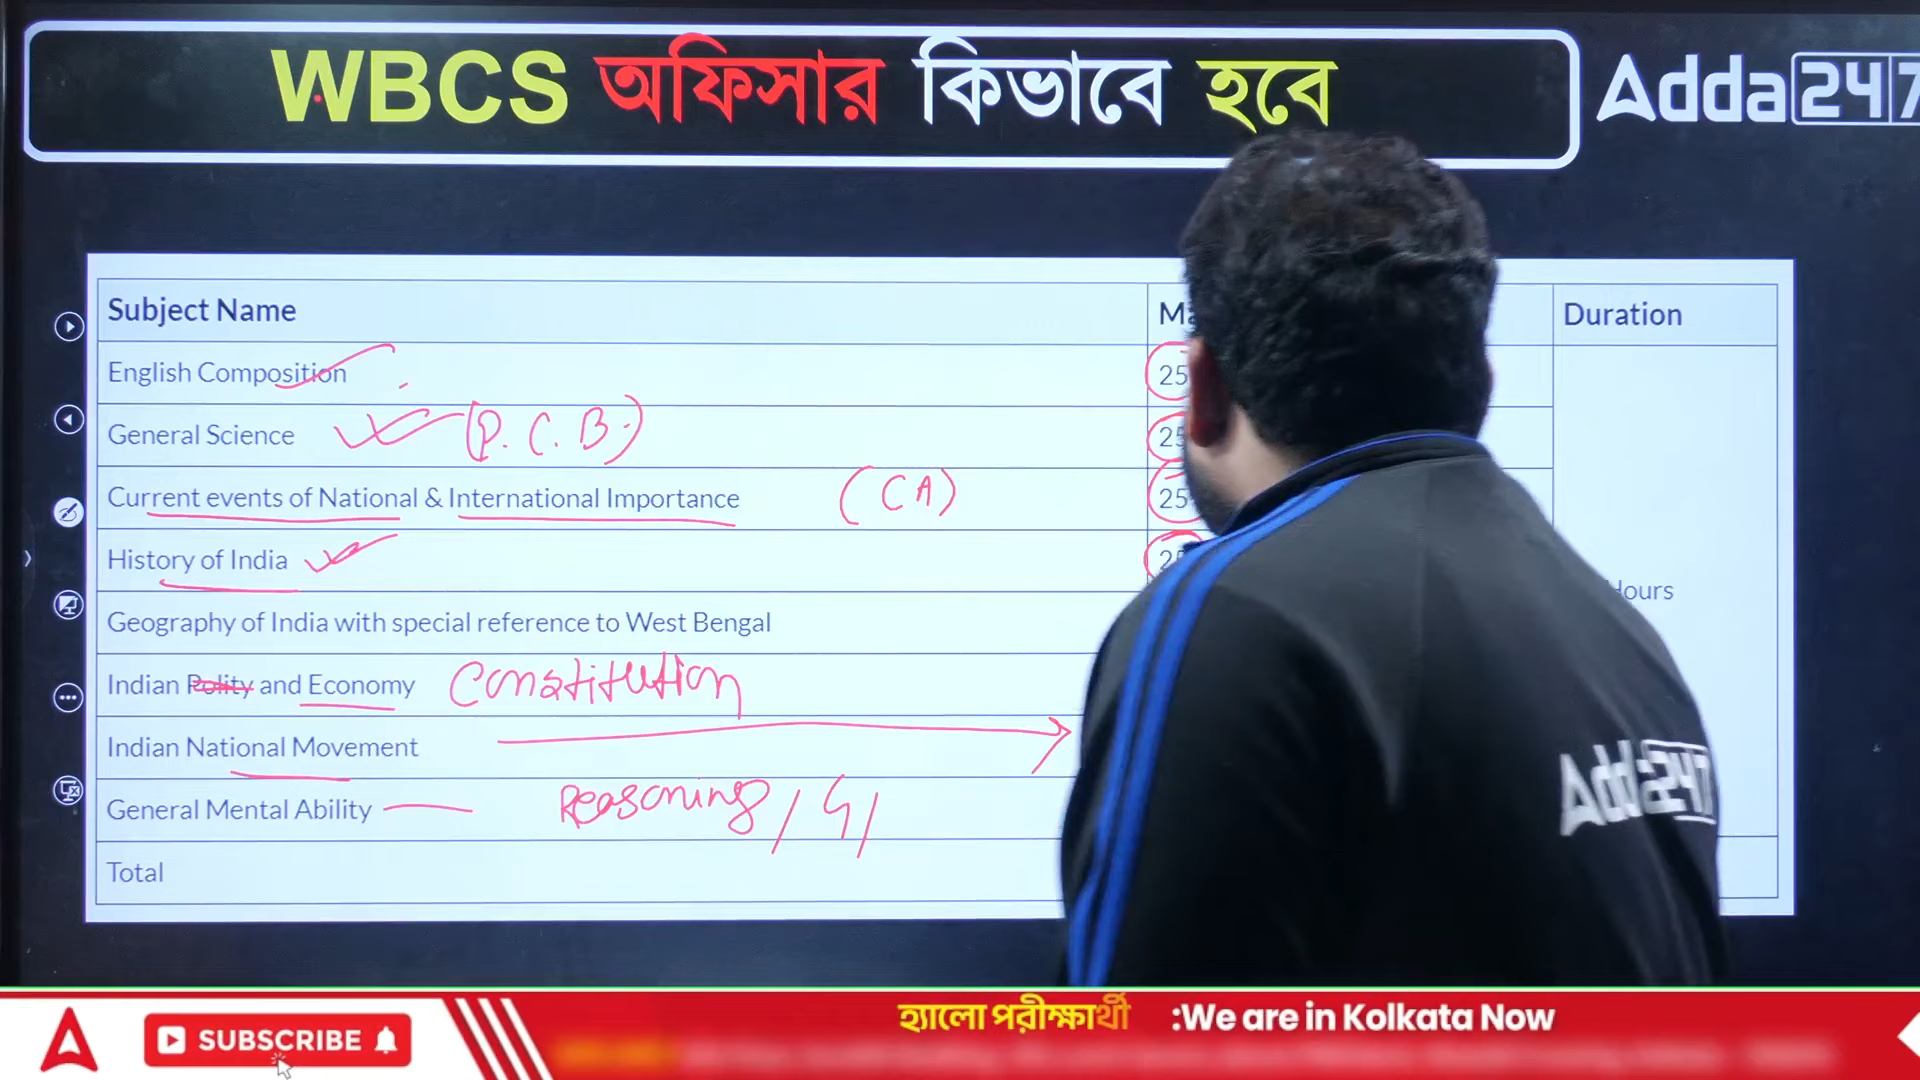 WBCS অফিসার কিভাবে হবে
Adda247
Subject Name
Duration
English Composition
25
General Science (P. C. B.)
25
Current events of National & International Importance (CA)
25
History of India
Geography of India with special reference to West Bengal
Indian Polity and Economy Constitution
Indian National Movement
General Mental Ability Reasoning / G /
Total
Adda247
SUBSCRIBE
হ্যালো পরীক্ষার্থী :We are in Kolkata Now